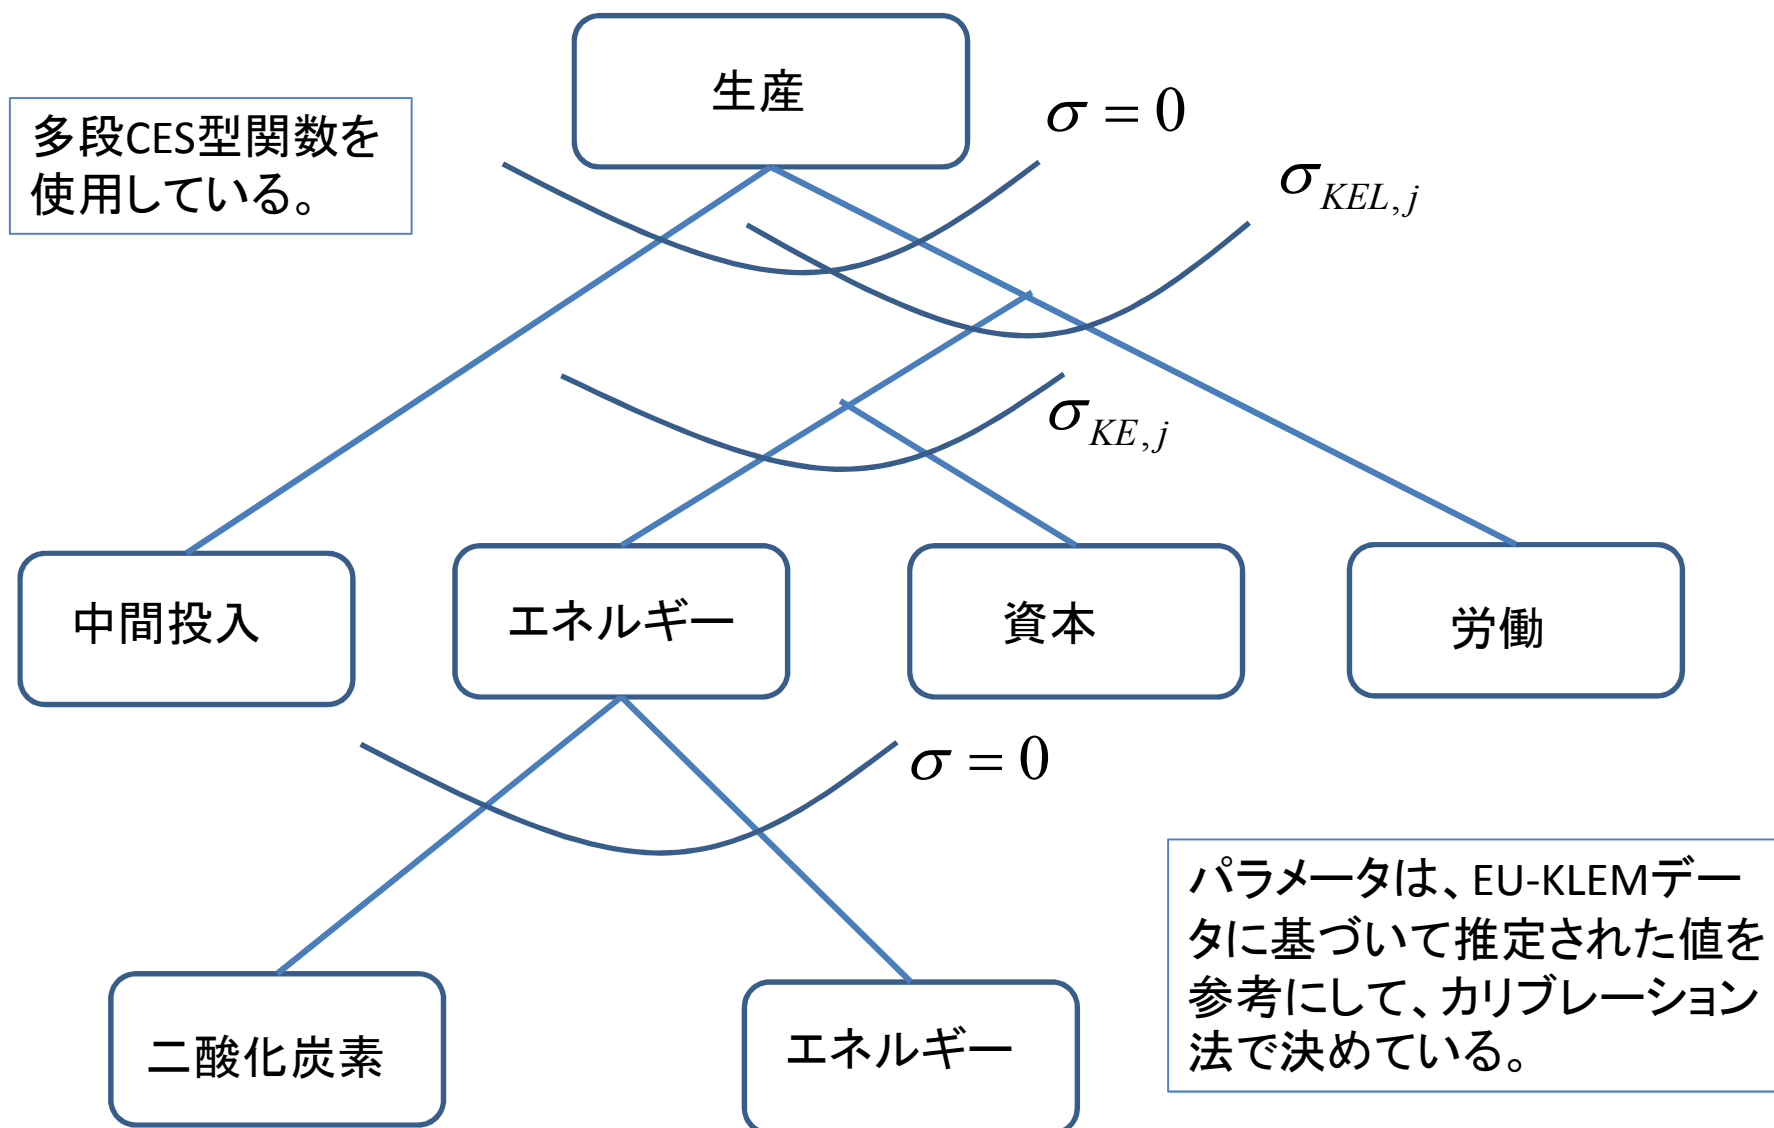 生産
σ = 0
多段CES型関数を
使用している。
σ_{KEL,j}
σ_{KE,j}
中間投入
エネルギー
資本
労働
σ = 0
パラメータは、EU-KLEMデー
タに基づいて推定された値を
参考にして、カリブレーション
法で決めている。
二酸化炭素
エネルギー